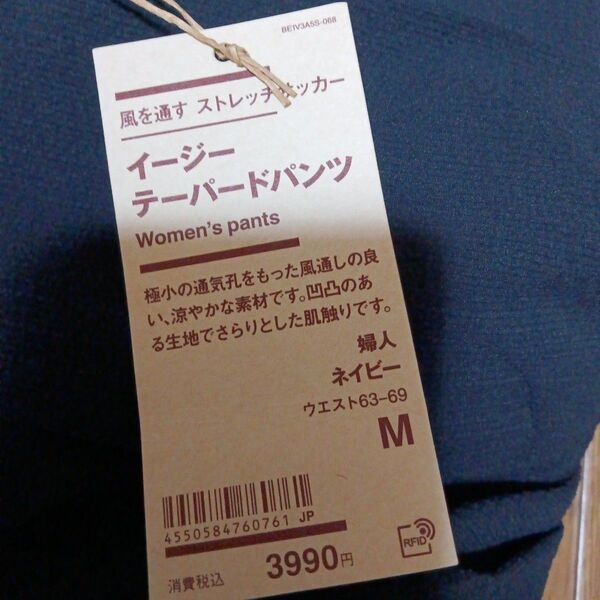 BE1V3A5S-068
風を通す ストレッチサッカー
イージー
テーパードパンツ
Women's pants
極小の通気孔をもった風通しの良
い、涼やかな素材です。凹凸のあ
る生地でさらりとした肌触りです。
婦人
ネイビー
ウエスト63-69
M
4550584760761 JP
消費税込 3990円
RFID